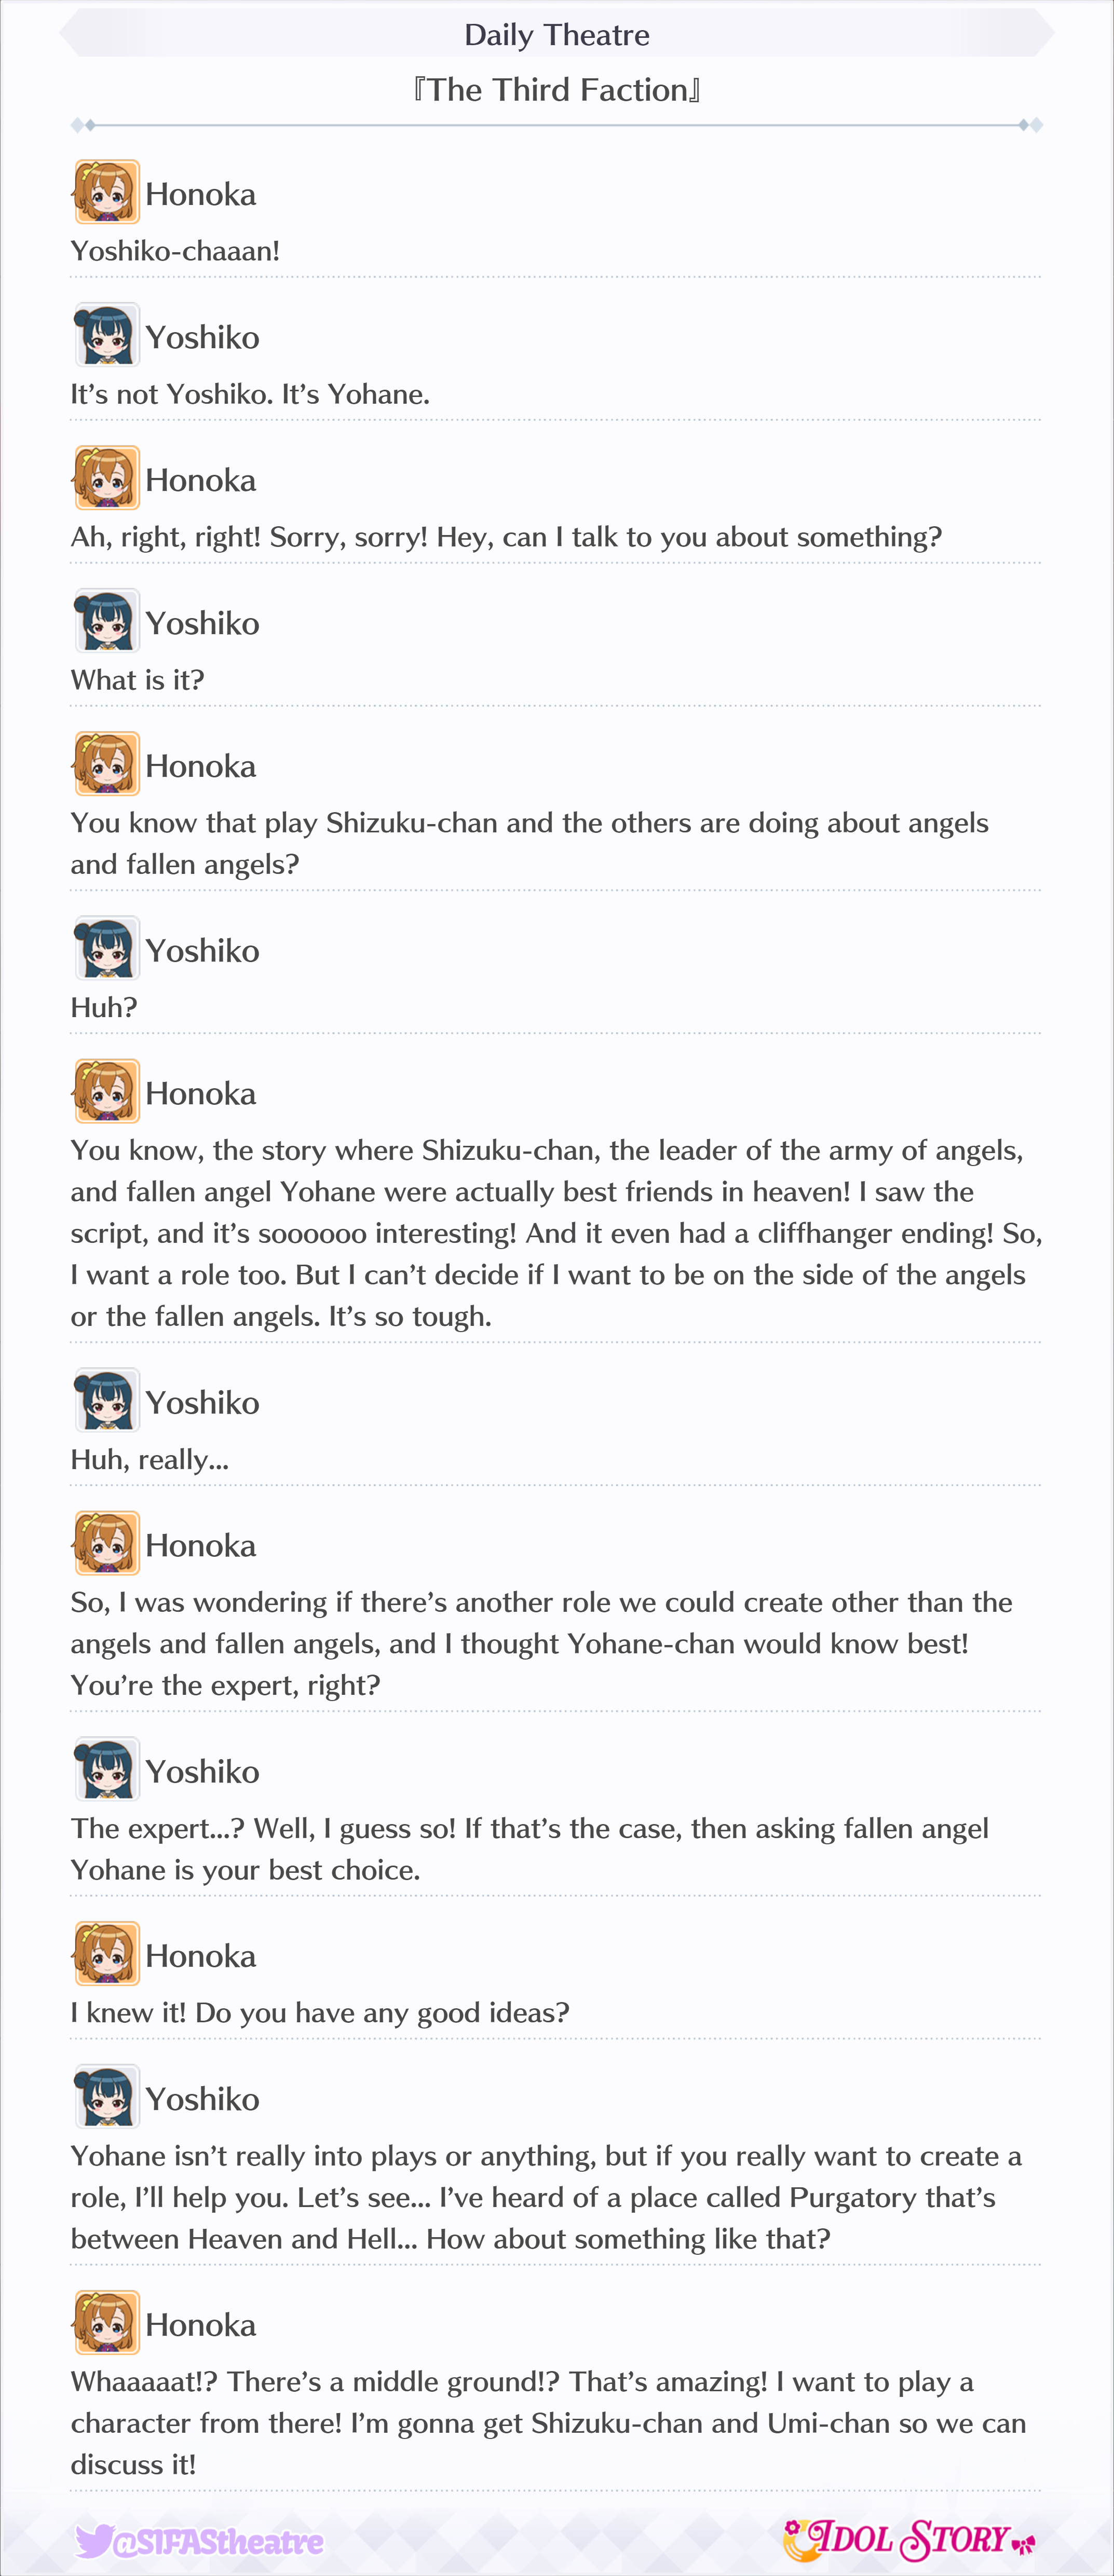 Daily Theatre
『The Third Faction』
Honoka
Yoshiko-chaaan!
Yoshiko
It's not Yoshiko. It's Yohane.
Honoka
Ah, right, right! Sorry, sorry! Hey, can I talk to you about something?
Yoshiko
What is it?
Honoka
You know that play Shizuku-chan and the others are doing about angels
and fallen angels?
Yoshiko
Huh?
Honoka
You know, the story where Shizuku-chan, the leader of the army of angels,
and fallen angel Yohane were actually best friends in heaven! I saw the
script, and it's soooooo interesting! And it even had a cliffhanger ending! So,
I want a role too. But I can't decide if I want to be on the side of the angels
or the fallen angels. It's so tough.
Yoshiko
Huh, really...
Honoka
So, I was wondering if there's another role we could create other than the
angels and fallen angels, and I thought Yohane-chan would know best!
You're the expert, right?
Yoshiko
The expert...? Well, I guess so! If that's the case, then asking fallen angel
Yohane is your best choice.
Honoka
I knew it! Do you have any good ideas?
Yoshiko
Yohane isn't really into plays or anything, but if you really want to create a
role, I'll help you. Let's see... I've heard of a place called Purgatory that's
between Heaven and Hell... How about something like that?
Honoka
Whaaaaat!? There's a middle ground!? That's amazing! I want to play a
character from there! I'm gonna get Shizuku-chan and Umi-chan so we can
discuss it!
@SIFAStheatre
IDOL STORY